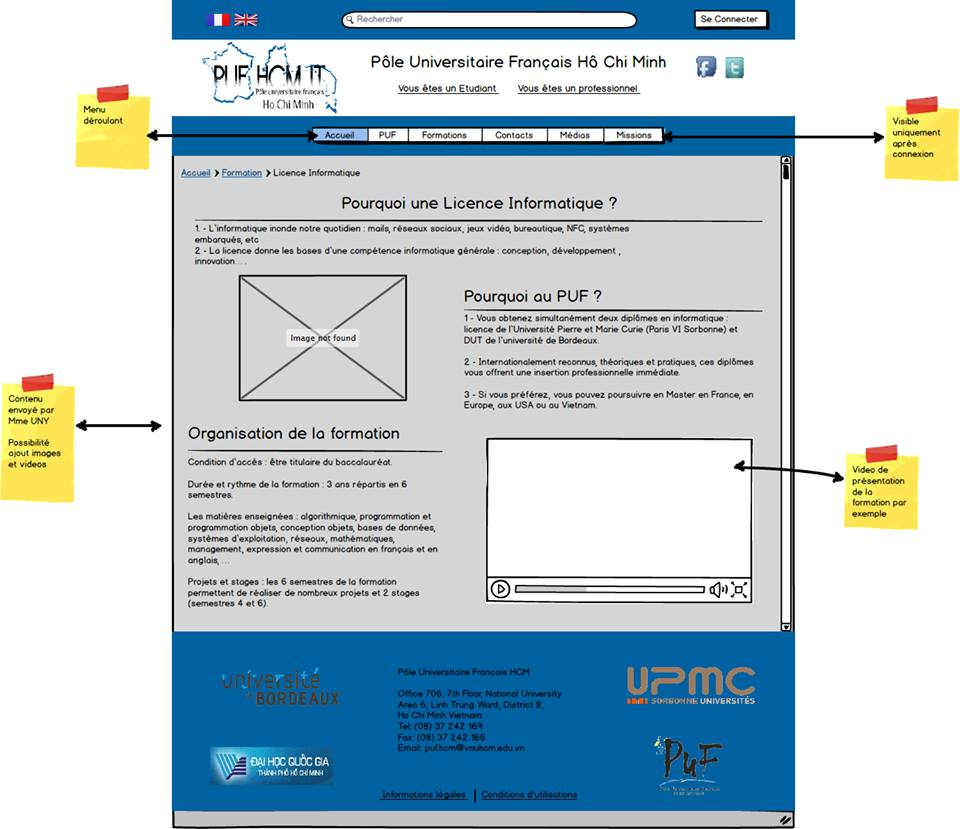 Rechercher
Se Connecter
PUF HCM IT
Pôle universitaire français
Ho Chi Minh
Pôle Universitaire Français Hô Chi Minh
Vous êtes un Etudiant
Vous êtes un professionnel
Menu
déroulant
Accueil
PUF
Formations
Contacts
Médias
Missions
Visible
uniquement
après
connexion
Accueil > Formation > Licence Informatique
Pourquoi une Licence Informatique ?
1. - L'informatique inonde notre quotidien : mails, réseaux sociaux, jeux vidéo, bureautique, NFC, systèmes
embarqués, etc
2 - La licence donne les bases d'une compétence informatique générale : conception, développement ,
innovation... .
Image not found
Pourquoi au PUF ?
1 - Vous obtenez simultanément deux diplômes en informatique :
licence de l'Université Pierre et Marie Curie (Paris VI Sorbonne) et
DUT de l'université de Bordeaux.
2 - Internationalement reconnus, théoriques et pratiques, ces diplômes
vous offrent une insertion professionnelle immédiate.
3 - Si vous préférez, vous pouvez poursuivre en Master en France, en
Europe, aux USA ou au Vietnam.
Contenu
envoyé par
Mme UNY
Possibilité
ajout images
et videos
Organisation de la formation
Condition d'accès : être titulaire du baccalauréat.
Durée et rythme de la formation : 3 ans répartis en 6
semestres.
Les matières enseignées : algorithmique, programmation et
programmation objets, conception objets, bases de données,
systèmes d'exploitation, réseaux, mathématiques,
management, expression et communication en français et en
anglais, ...
Projets et stages : les 6 semestres de la formation
permettent de réaliser de nombreux projets et 2 stages
(semestres 4 et 6).
Video de
présentation
de la
formation par
exemple
université
de BORDEAUX
ĐẠI HỌC QUỐC GIA
THÀNH PHỐ HỒ CHÍ MINH
Pôle Universitaire Français HCM
Office 706, 7th Floor, National University
Area 6, Linh Trung Ward, District 8,
Ho Chi Minh Vietnam
Tel: (08) 37 242 169
Fax: (08) 37 242 166
Email: pufhcm@vnuhcm.edu.vn
UPMC
SORBONNE UNIVERSITÉS
PUF
Informations légales
Conditions d'utilisations